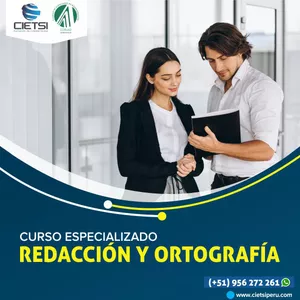 CIETSI
CURSO ESPECIALIZADO
REDACCIÓN Y ORTOGRAFÍA
(+51) 956 272 261
www.cietsiperu.com